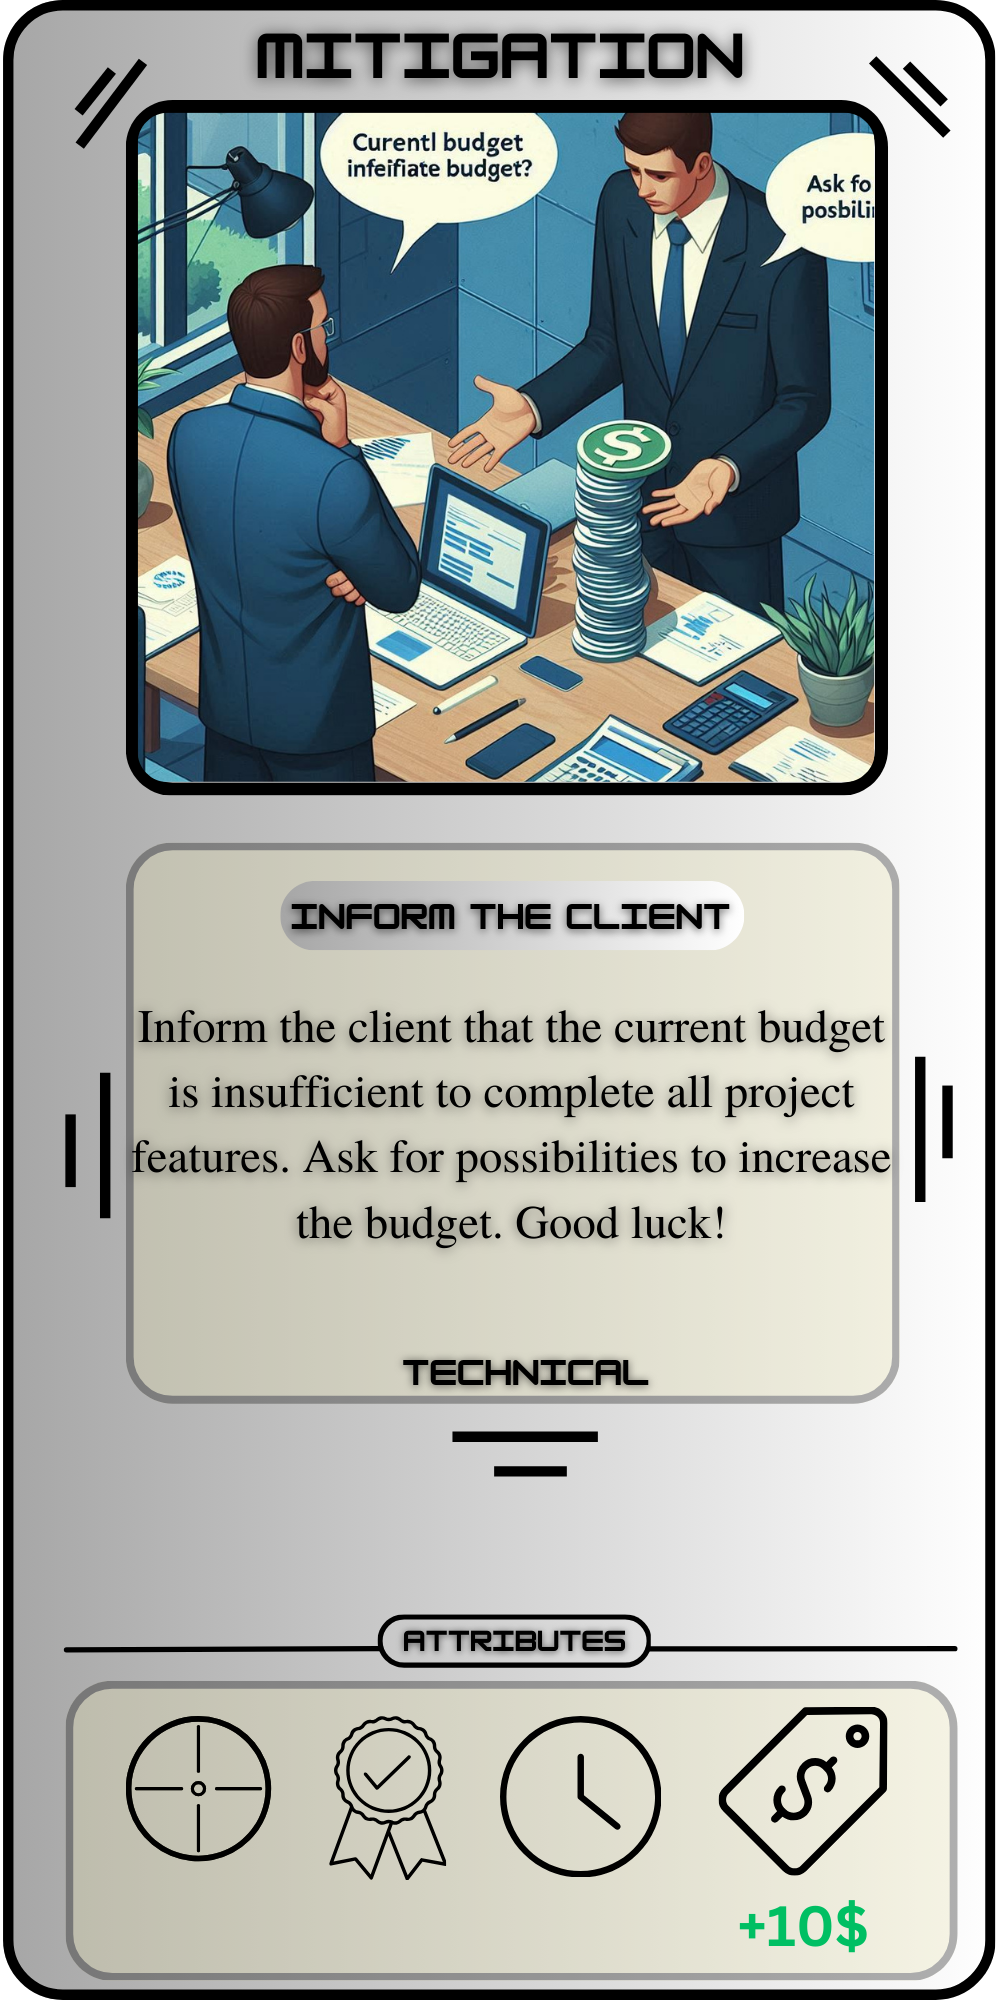 MITIGATION
Curentl budget
infeifiate budget?
Ask fo
posbili
INFORM THE CLIENT
Inform the client that the current budget
is insufficient to complete all project
features. Ask for possibilities to increase
the budget. Good luck!
TECHNICAL
ATTRIBUTES
+10$